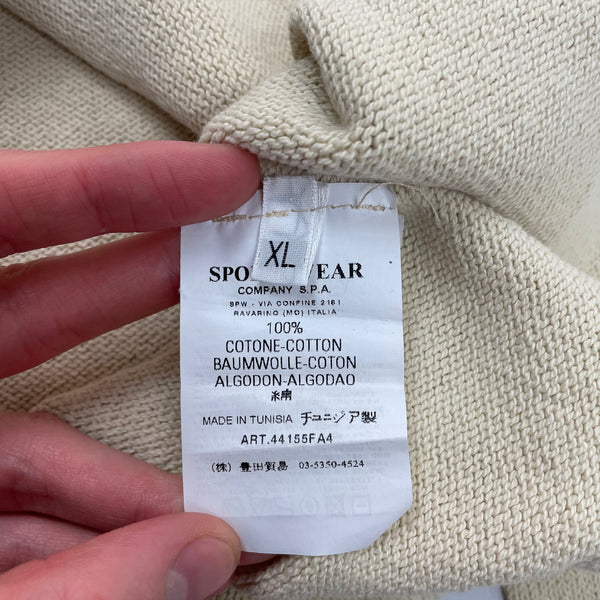 XL
SPO WEAR
COMPANY S.P.A.
SPW - VIA CONFINE 2161
RAVARINO (MO) ITALIA
100%
COTONE-COTTON
BAUMWOLLE-COTON
ALGODON-ALGODAO
綿
MADE IN TUNISIA チュニジア製
ART.44155FA4
(株) 豊田貿易 03-5350-4524